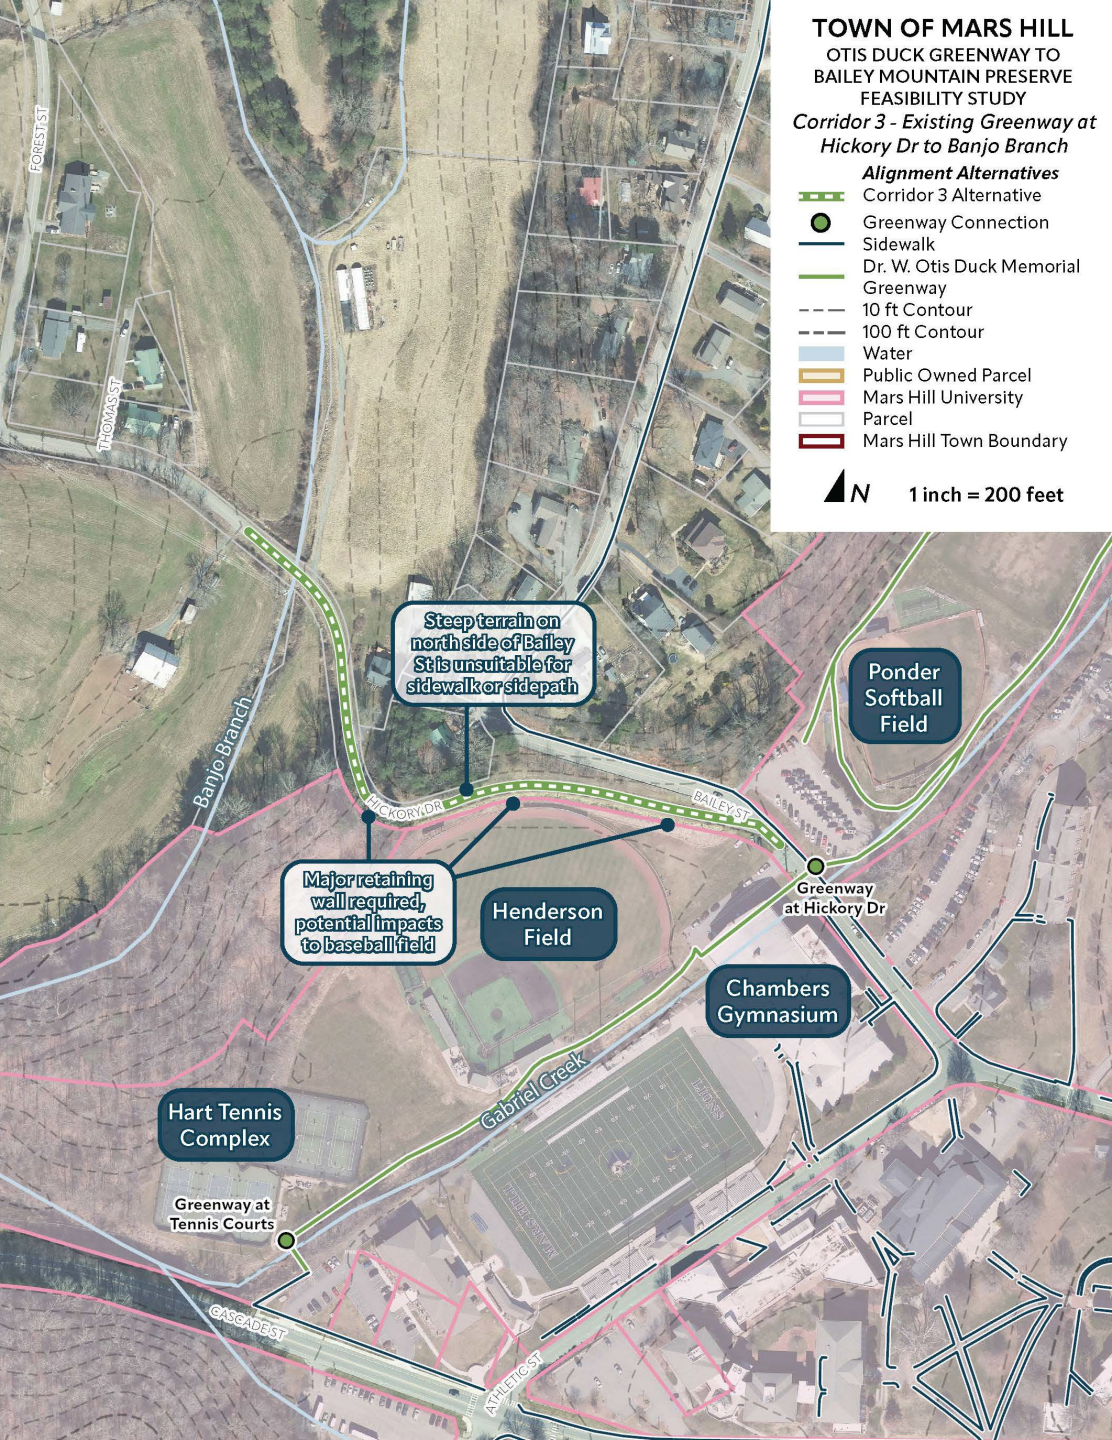 TOWN OF MARS HILL
OTIS DUCK GREENWAY TO
BAILEY MOUNTAIN PRESERVE
FEASIBILITY STUDY
Corridor 3 - Existing Greenway at
Hickory Dr to Banjo Branch
Alignment Alternatives
Corridor 3 Alternative
Greenway Connection
Sidewalk
Dr. W. Otis Duck Memorial
Greenway
10 ft Contour
100 ft Contour
Water
Public Owned Parcel
Mars Hill University
Parcel
Mars Hill Town Boundary
N
1 inch = 200 feet
FOREST ST
THOMAS ST
Steep terrain on
north side of Bailey
St is unsuitable for
sidewalk or sidepath
Ponder
Softball
Field
Banjo Branch
HICKORY DR
BAILEY ST
Major retaining
wall required,
potential impacts
to baseball field
Henderson
Field
Greenway
at Hickory Dr
Chambers
Gymnasium
Gabriel Creek
LIONS
MARS HILL
Hart Tennis
Complex
Greenway at
Tennis Courts
CASCADE ST
ATHLETIC ST